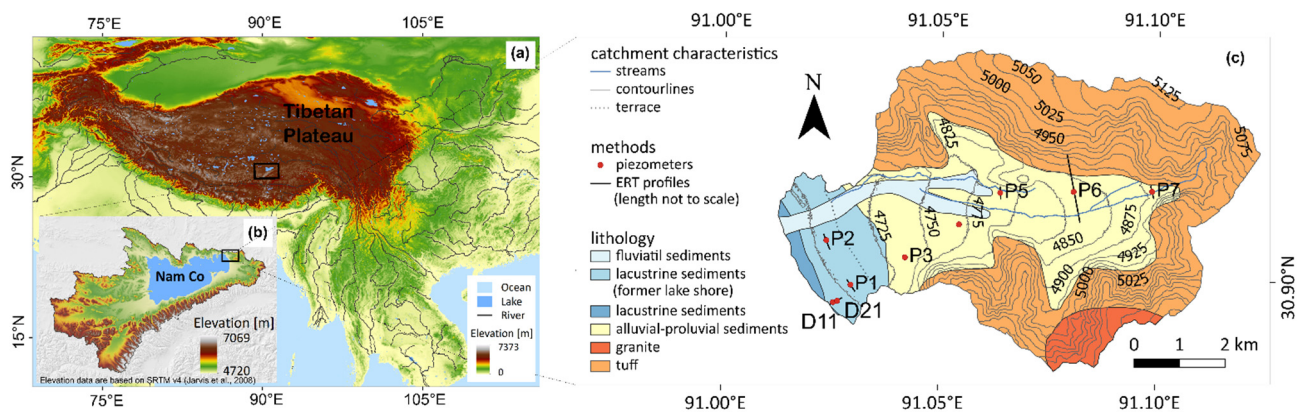 75°E
90°E
105°E
(a)
Tibetan
Plateau
30°N
15°N
(b)
Nam Co
Elevation [m]
7069
4720
Elevation data are based on SRTM v4 (Jarvis et al., 2008)
Ocean
Lake
River
Elevation [m]
7373
0
75°E
90°E
105°E
91.00°E
91.05°E
91.10°E
(c)
catchment characteristics
streams
contourlines
terrace
methods
piezometers
ERT profiles
(length not to scale)
lithology
fluviatil sediments
lacustrine sediments
(former lake shore)
lacustrine sediments
alluvial-proluvial sediments
granite
tuff
N
5050
5000
5125
5025
4950
5075
4825
P5
P6
P7
4775
4725
4750
4875
P2
P3
4850
4925
P1
4900
5000
5025
D11
D21
30.90°N
0 1 2 km
91.00°E
91.05°E
91.10°E